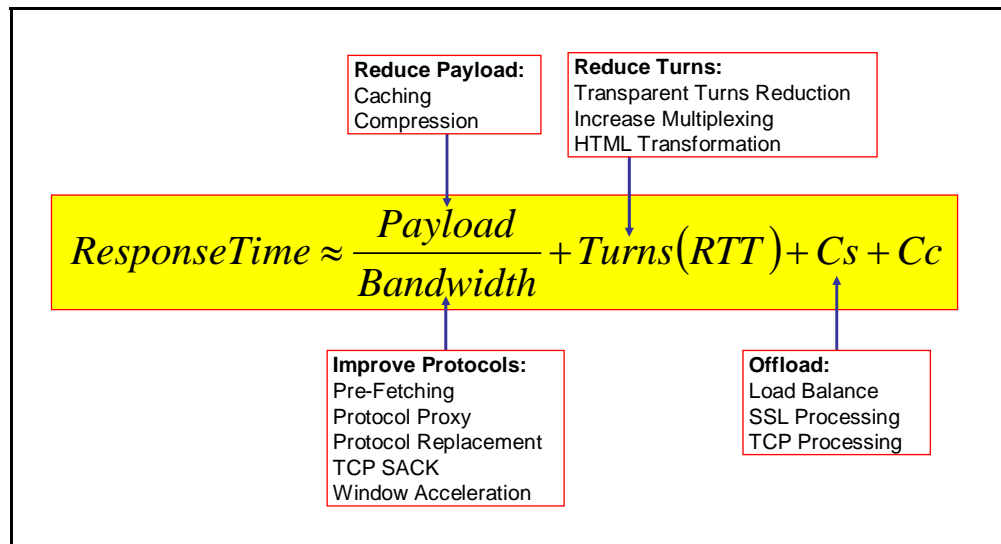 Reduce Payload:
Caching
Compression
Reduce Turns:
Transparent Turns Reduction
Increase Multiplexing
HTML Transformation
ResponseTime ≈ Payload / Bandwidth + Turns(RTT) + Cs + Cc
Improve Protocols:
Pre-Fetching
Protocol Proxy
Protocol Replacement
TCP SACK
Window Acceleration
Offload:
Load Balance
SSL Processing
TCP Processing